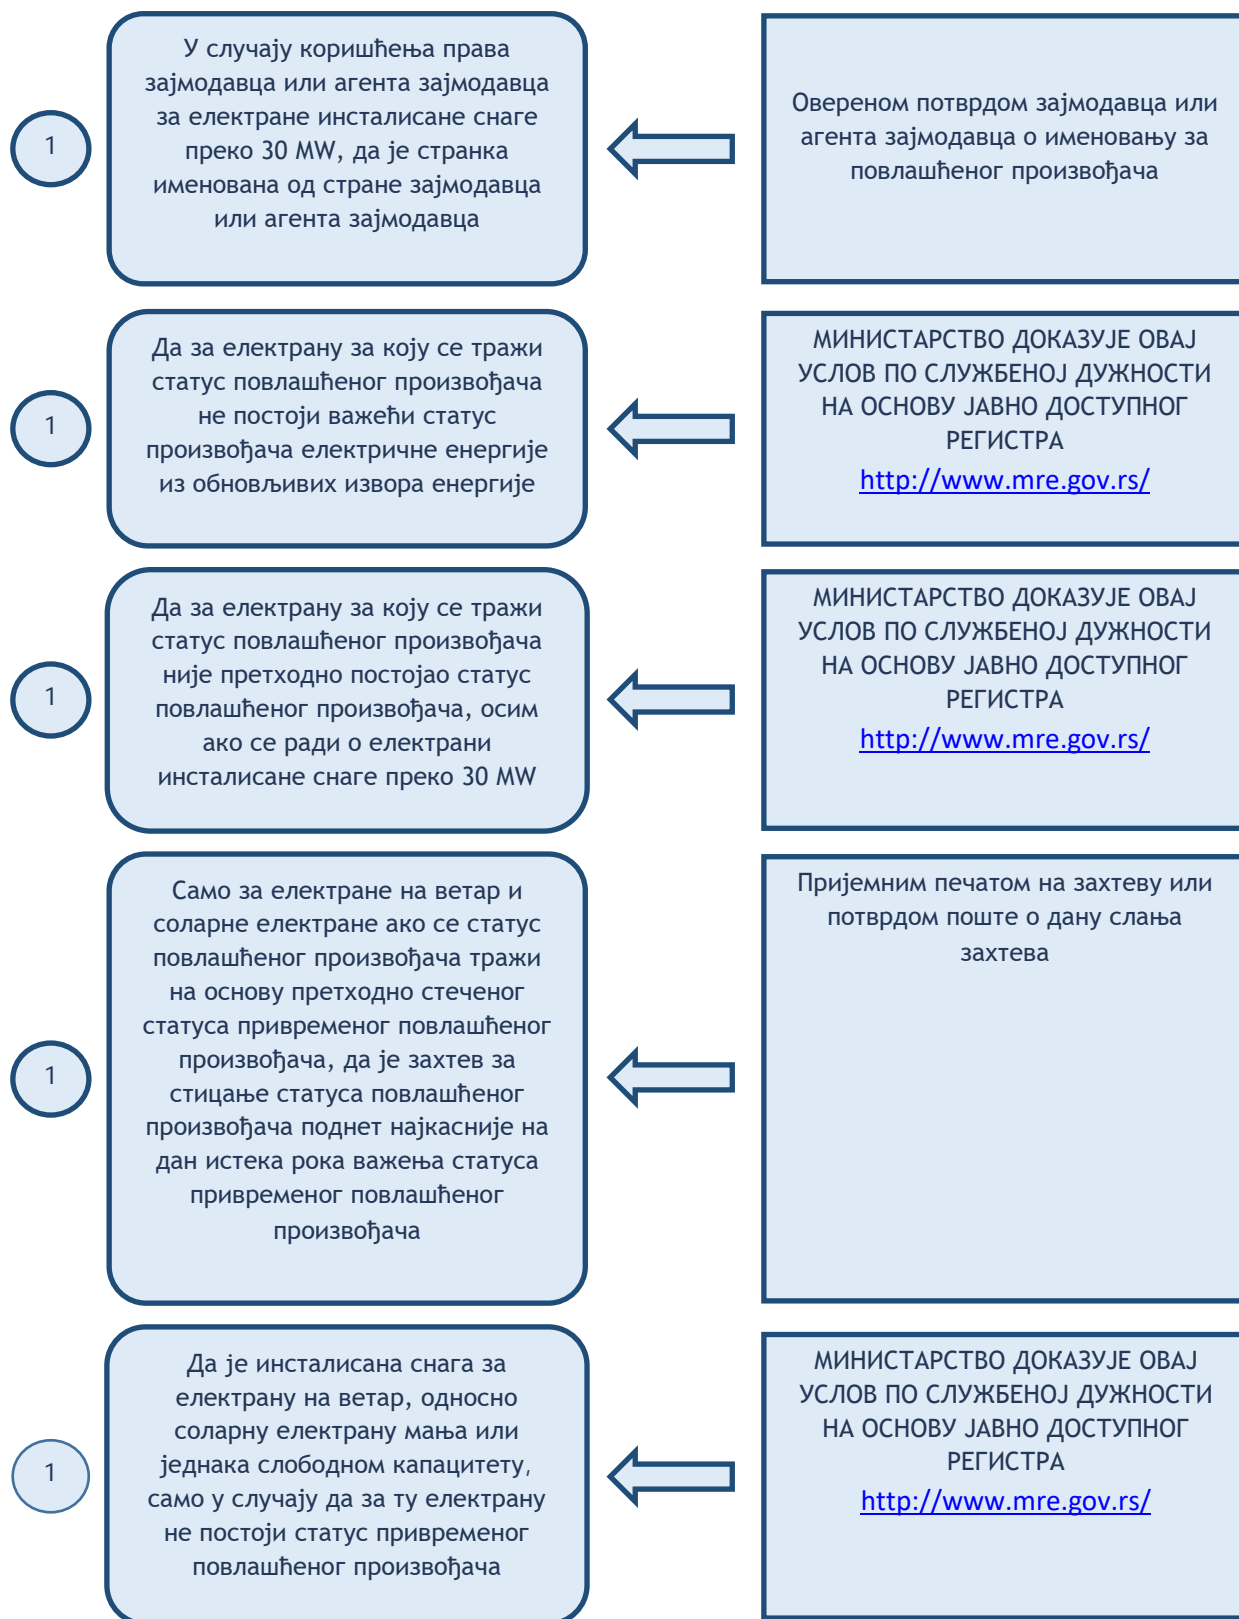 1
У случају коришћења права
зајмодавца или агента зајмодавца
за електране инсталисане снаге
преко 30 MW, да је странка
именована од стране зајмодавца
или агента зајмодавца
Овереном потврдом зајмодавца или
агента зајмодавца о именовању за
повлашћеног произвођача
1
Да за електрану за коју се тражи
статус повлашћеног произвођача
не постоји важећи статус
произвођача електричне енергије
из обновљивих извора енергије
МИНИСТАРСТВО ДОКАЗУЈЕ ОВАЈ
УСЛОВ ПО СЛУЖБЕНОЈ ДУЖНОСТИ
НА ОСНОВУ ЈАВНО ДОСТУПНОГ
РЕГИСТРА
http://www.mre.gov.rs/
1
Да за електрану за коју се тражи
статус повлашћеног произвођача
није претходно постојао статус
повлашћеног произвођача, осим
ако се ради о електрани
инсталисане снаге преко 30 MW
МИНИСТАРСТВО ДОКАЗУЈЕ ОВАЈ
УСЛОВ ПО СЛУЖБЕНОЈ ДУЖНОСТИ
НА ОСНОВУ ЈАВНО ДОСТУПНОГ
РЕГИСТРА
http://www.mre.gov.rs/
1
Само за електране на ветар и
соларне електране ако се статус
повлашћеног произвођача тражи
на основу претходно стеченог
статуса привременог повлашћеног
произвођача, да је захтев за
стицање статуса повлашћеног
произвођача поднет најкасније на
дан истека рока важења статуса
привременог повлашћеног
произвођача
Пријемним печатом на захтеву или
потврдом поште о дану слања
захтева
1
Да је инсталисана снага за
електрану на ветар, односно
соларну електрану мања или
једнака слободном капацитету,
само у случају да за ту електрану
не постоји статус привременог
повлашћеног произвођача
МИНИСТАРСТВО ДОКАЗУЈЕ ОВАЈ
УСЛОВ ПО СЛУЖБЕНОЈ ДУЖНОСТИ
НА ОСНОВУ ЈАВНО ДОСТУПНОГ
РЕГИСТРА
http://www.mre.gov.rs/